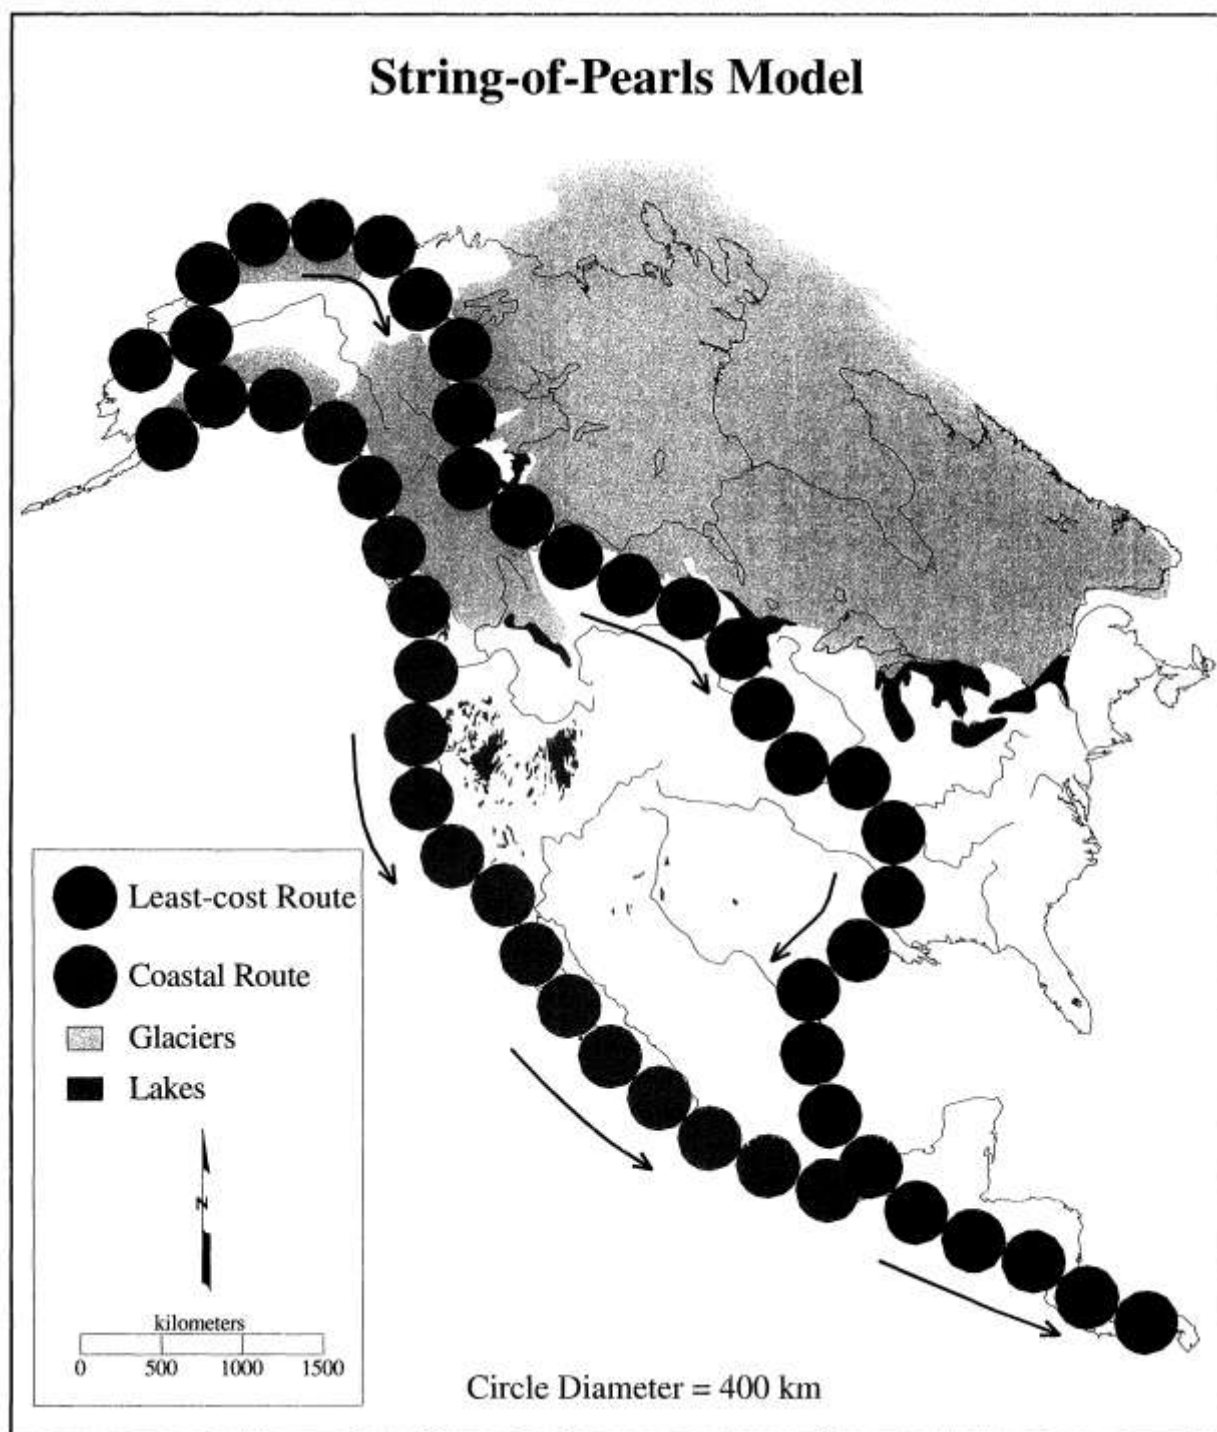 String-of-Pearls Model
Least-cost Route
Coastal Route
Glaciers
Lakes
N
kilometers
0 500 1000 1500
Circle Diameter = 400 km